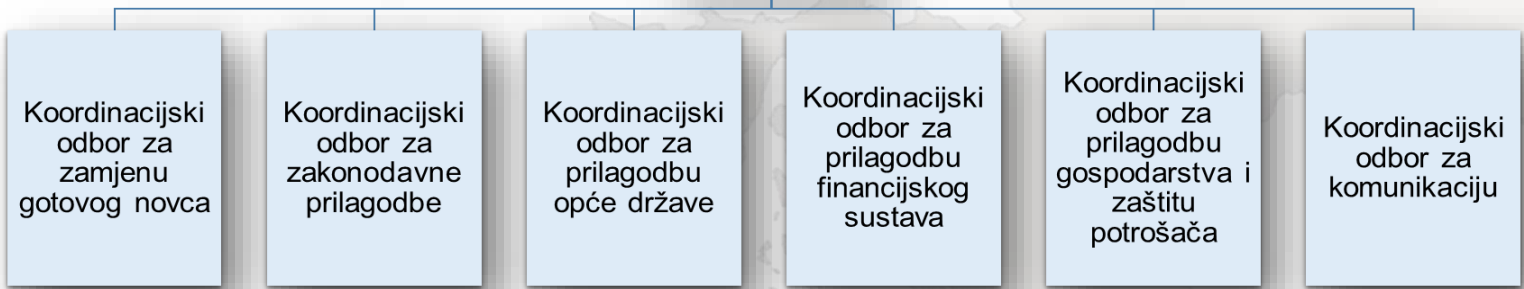 Koordinacijski
odbor za
zamjenu
gotovog novca
Koordinacijski
odbor za
zakonodavne
prilagodbe
Koordinacijski
odbor za
prilagodbu
opće države
Koordinacijski
odbor za
prilagodbu
financijskog
sustava
Koordinacijski
odbor za
prilagodbu
gospodarstva i
zaštitu
potrošača
Koordinacijski
odbor za
komunikaciju